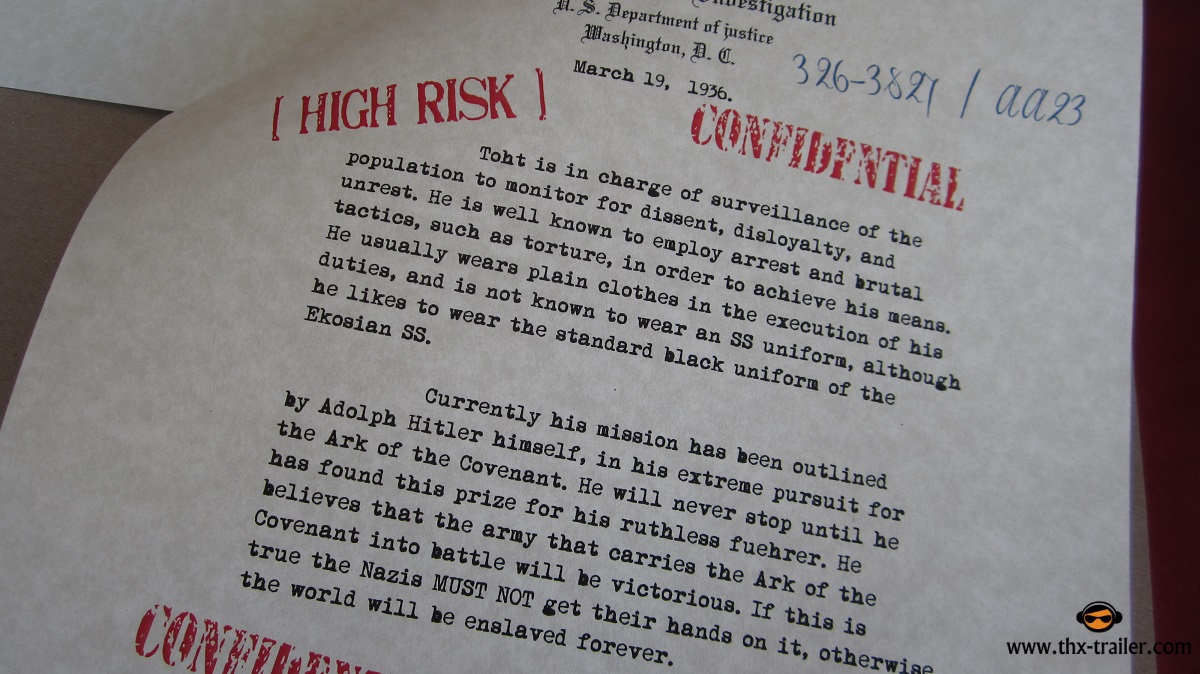 Investigation
U. S. Department of justice
Washington, D. C.
March 19, 1936.
326-3821 / AA23
[ HIGH RISK ]
CONFIDENTIAL
Toht is in charge of surveillance of the
population to monitor for dissent, disloyalty, and
unrest. He is well known to employ arrest and brutal
tactics, such as torture, in order to achieve his means.
He usually wears plain clothes in the execution of his
duties, and is not known to wear an SS uniform, although
he likes to wear the standard black uniform of the
Ekosian SS.
Currently his mission has been outlined
by Adolph Hitler himself, in his extreme pursuit for
the Ark of the Covenant. He will never stop until he
has found this prize for his ruthless fuehrer. He
believes that the army that carries the Ark of the
Covenant into battle will be victorious. If this is
true the Nazis MUST NOT get their hands on it, otherwise
the world will be enslaved forever.
CONFIDENT
www.thx-trailer.com